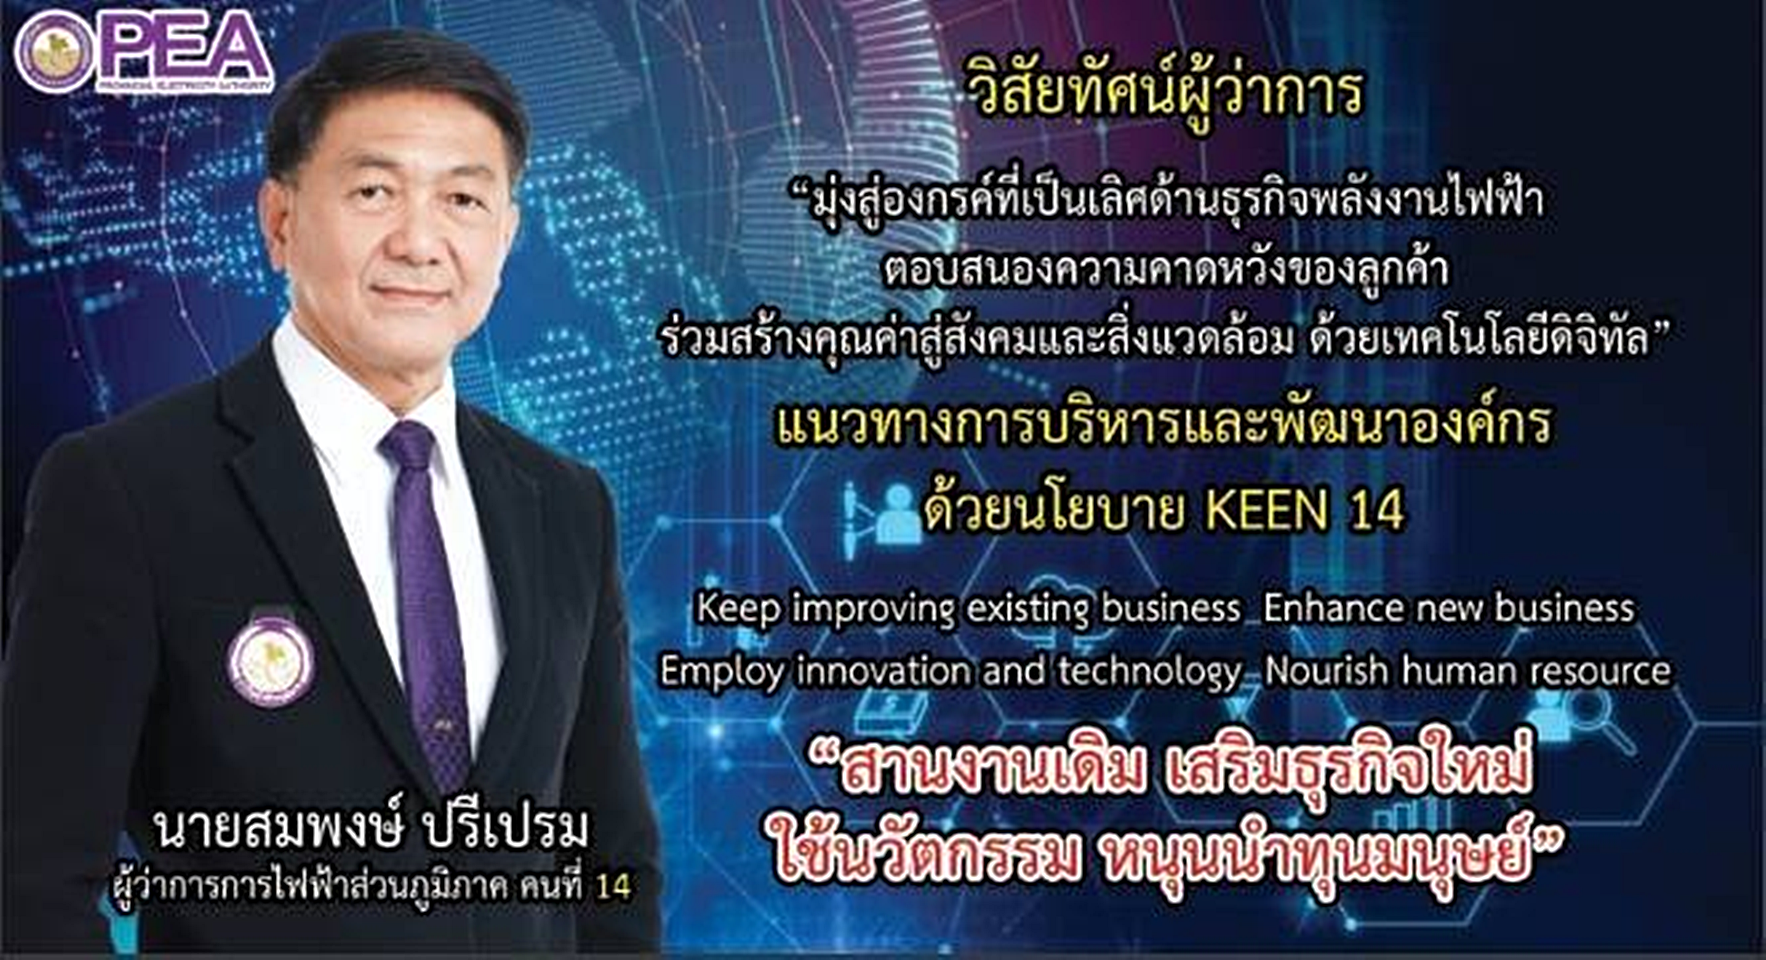 PEA
PROVINCIAL ELECTRICITY AUTHORITY
วิสัยทัศน์ผู้ว่าการ
“มุ่งสู่องกรค์ที่เป็นเลิศด้านธุรกิจพลังงานไฟฟ้า
ตอบสนองความคาดหวังของลูกค้า
ร่วมสร้างคุณค่าสู่สังคมและสิ่งแวดล้อม ด้วยเทคโนโลยีดิจิทัล”
แนวทางการบริหารและพัฒนาองค์กร
ด้วยนโยบาย KEEN 14
Keep improving existing business Enhance new business
Employ innovation and technology Nourish human resource
“สานงานเดิม เสริมธุรกิจใหม่
ใช้นวัตกรรม หนุนนำทุนมนุษย์”
นายสมพงษ์ ปรีเปรม
ผู้ว่าการการไฟฟ้าส่วนภูมิภาค คนที่ 14